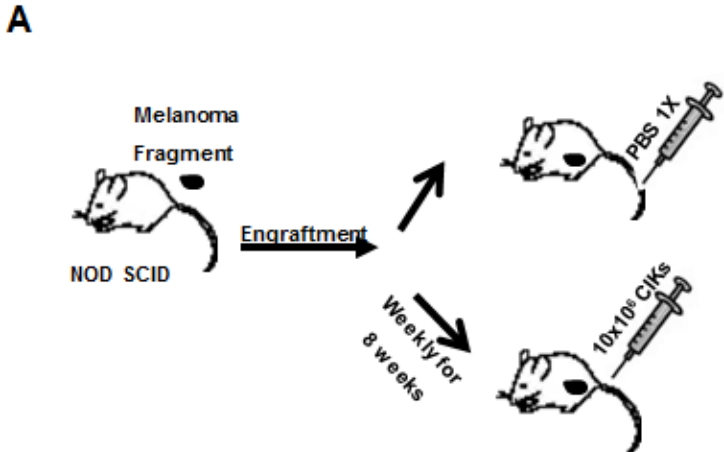 A
Melanoma
Fragment
NOD SCID
Engraftment
PBS 1X
Weekly for
8 weeks
10x10⁶ CIKs